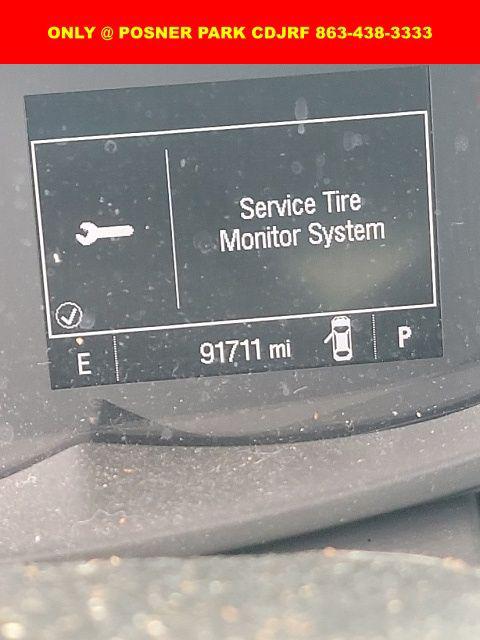 ONLY @ POSNER PARK CDJRF 863-438-3333
Service Tire
Monitor System
E 91711 mi P